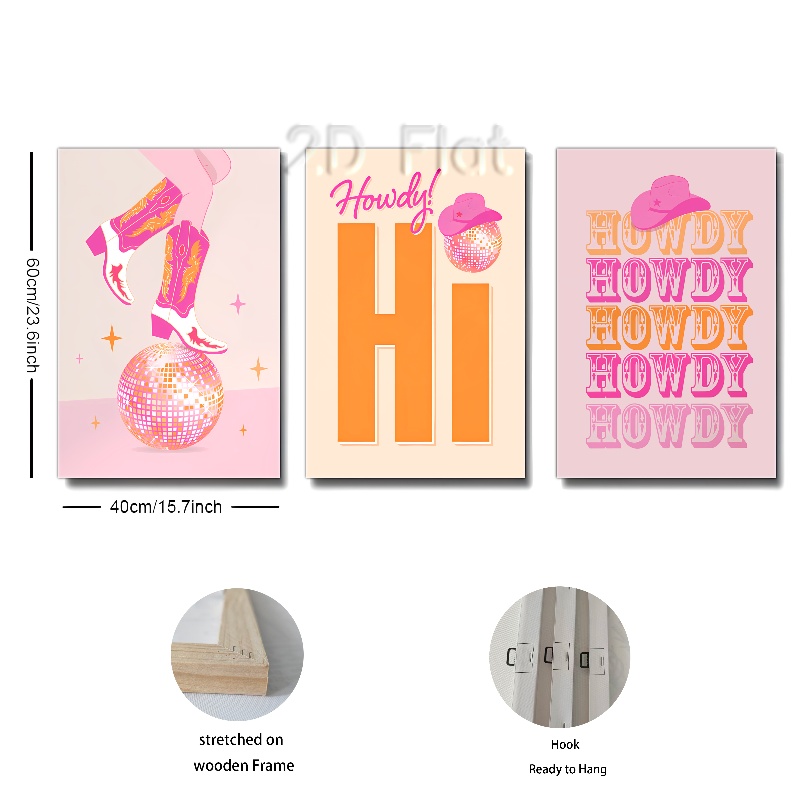 2D Flat
Howdy!
Hi
HOWDY
HOWDY
HOWDY
HOWDY
HOWDY
60cm/23.6inch
40cm/15.7inch
stretched on
wooden Frame
Hook
Ready to Hang